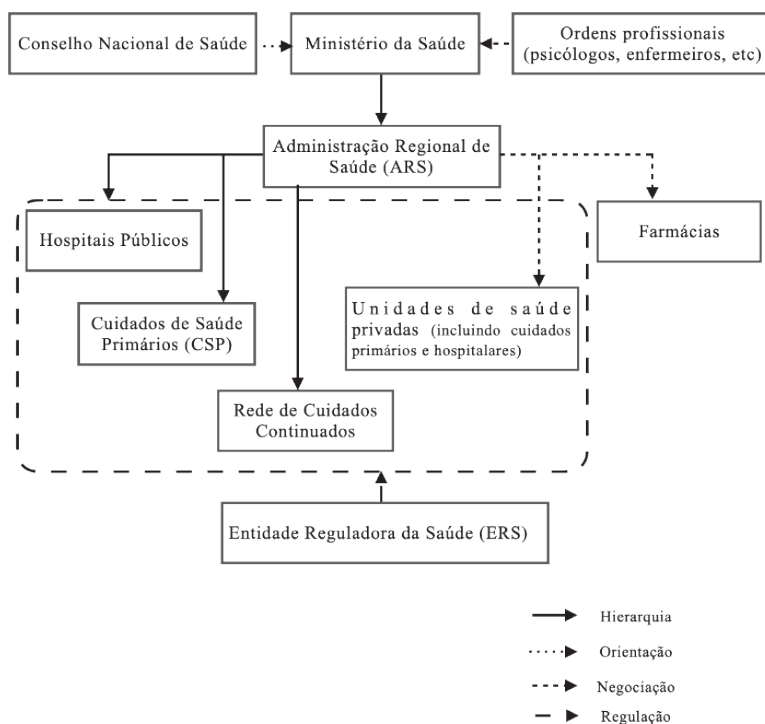 Conselho Nacional de Saúde
Ministério da Saúde
Ordens profissionais
(psicólogos, enfermeiros, etc)
Administração Regional de
Saúde (ARS)
Hospitais Públicos
Farmácias
Cuidados de Saúde
Primários (CSP)
Unidades de saúde
privadas (incluindo cuidados
primários e hospitalares)
Rede de Cuidados
Continuados
Entidade Reguladora da Saúde (ERS)
Hierarquia
Orientação
Negociação
Regulação